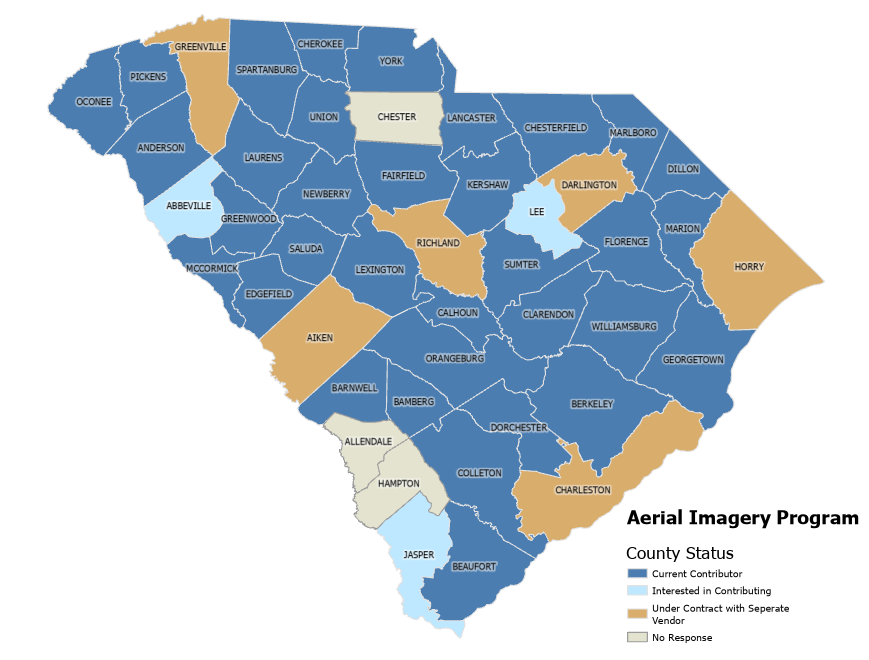 CHEROKEE
GREENVILLE
YORK
SPARTANBURG
PICKENS
OCONEE
UNION
CHESTER
LANCASTER
CHESTERFIELD
MARLBORO
ANDERSON
LAURENS
DILLON
FAIRFIELD
KERSHAW
DARLINGTON
NEWBERRY
ABBEVILLE
GREENWOOD
LEE
MARION
FLORENCE
RICHLAND
SALUDA
SUMTER
HORRY
MCCORMICK
LEXINGTON
EDGEFIELD
CALHOUN
CLARENDON
WILLIAMSBURG
AIKEN
ORANGEBURG
GEORGETOWN
BARNWELL
BAMBERG
BERKELEY
DORCHESTER
ALLENDALE
COLLETON
HAMPTON
CHARLESTON
JASPER
BEAUFORT
Aerial Imagery Program
County Status
Current Contributor
Interested in Contributing
Under Contract with Seperate
Vendor
No Response